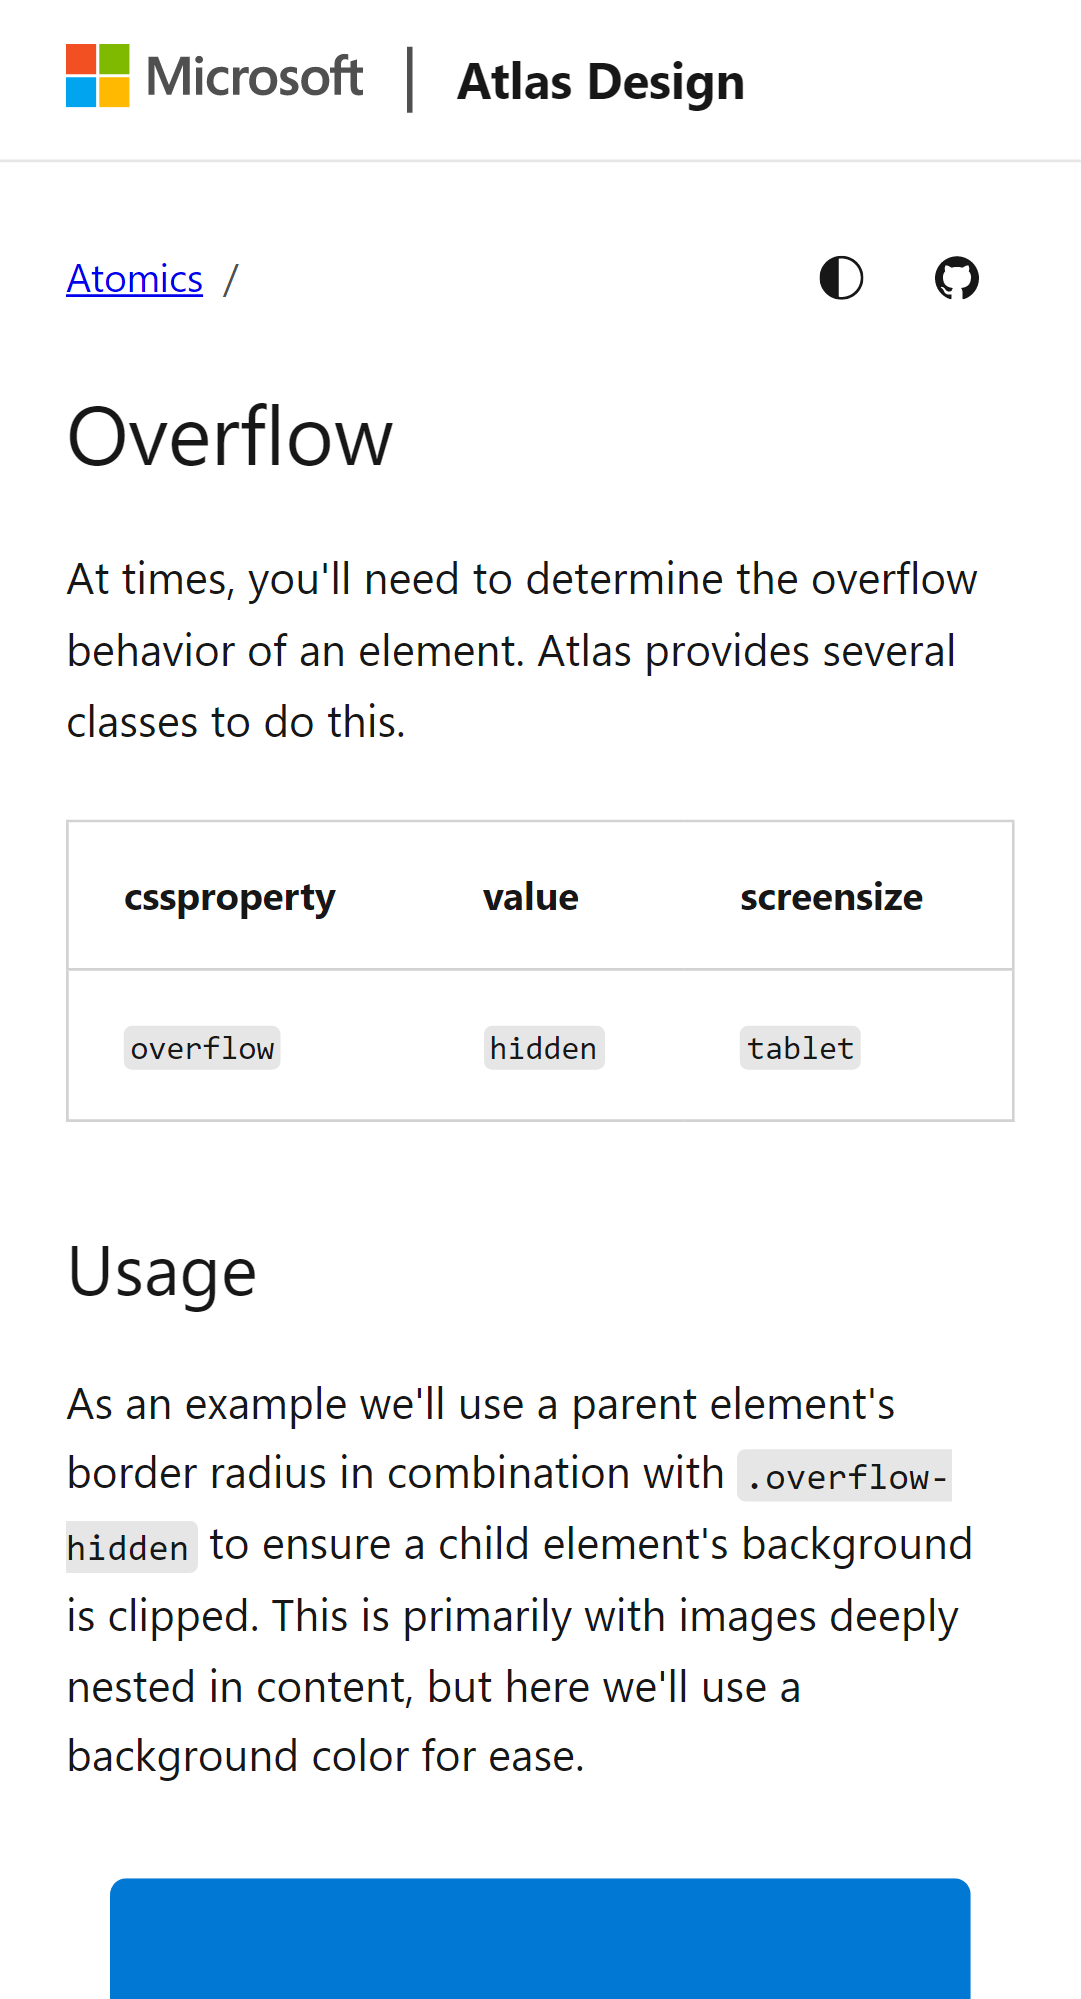 Microsoft | Atlas Design
Atomics /
Overflow
At times, you'll need to determine the overflow
behavior of an element. Atlas provides several
classes to do this.
cssproperty value screensize
overflow hidden tablet
Usage
As an example we'll use a parent element's
border radius in combination with .overflow-
hidden to ensure a child element's background
is clipped. This is primarily with images deeply
nested in content, but here we'll use a
background color for ease.